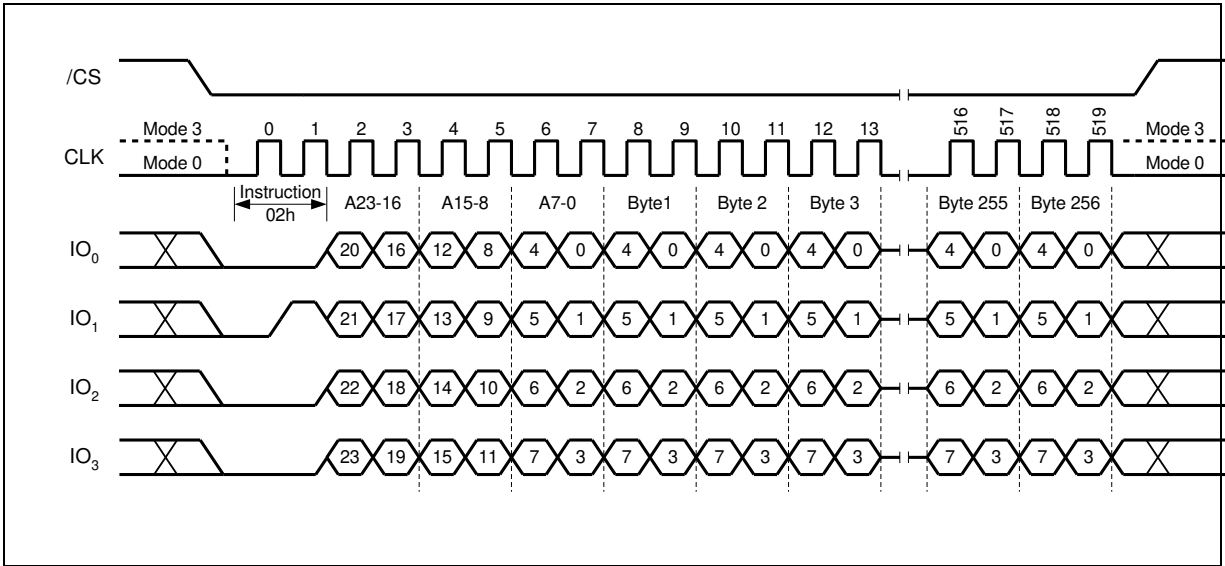 /CS
Mode 3 0 1 2 3 4 5 6 7 8 9 10 11 12 13 516 517 518 519 Mode 3
CLK
Mode 0 Mode 0
Instruction A23-16 A15-8 A7-0 Byte1 Byte 2 Byte 3 Byte 255 Byte 256
02h
IO0 20 16 12 8 4 0 4 0 4 0 4 0 4 0 4 0
IO1 21 17 13 9 5 1 5 1 5 1 5 1 5 1 5 1
IO2 22 18 14 10 6 2 6 2 6 2 6 2 6 2 6 2
IO3 23 19 15 11 7 3 7 3 7 3 7 3 7 3 7 3